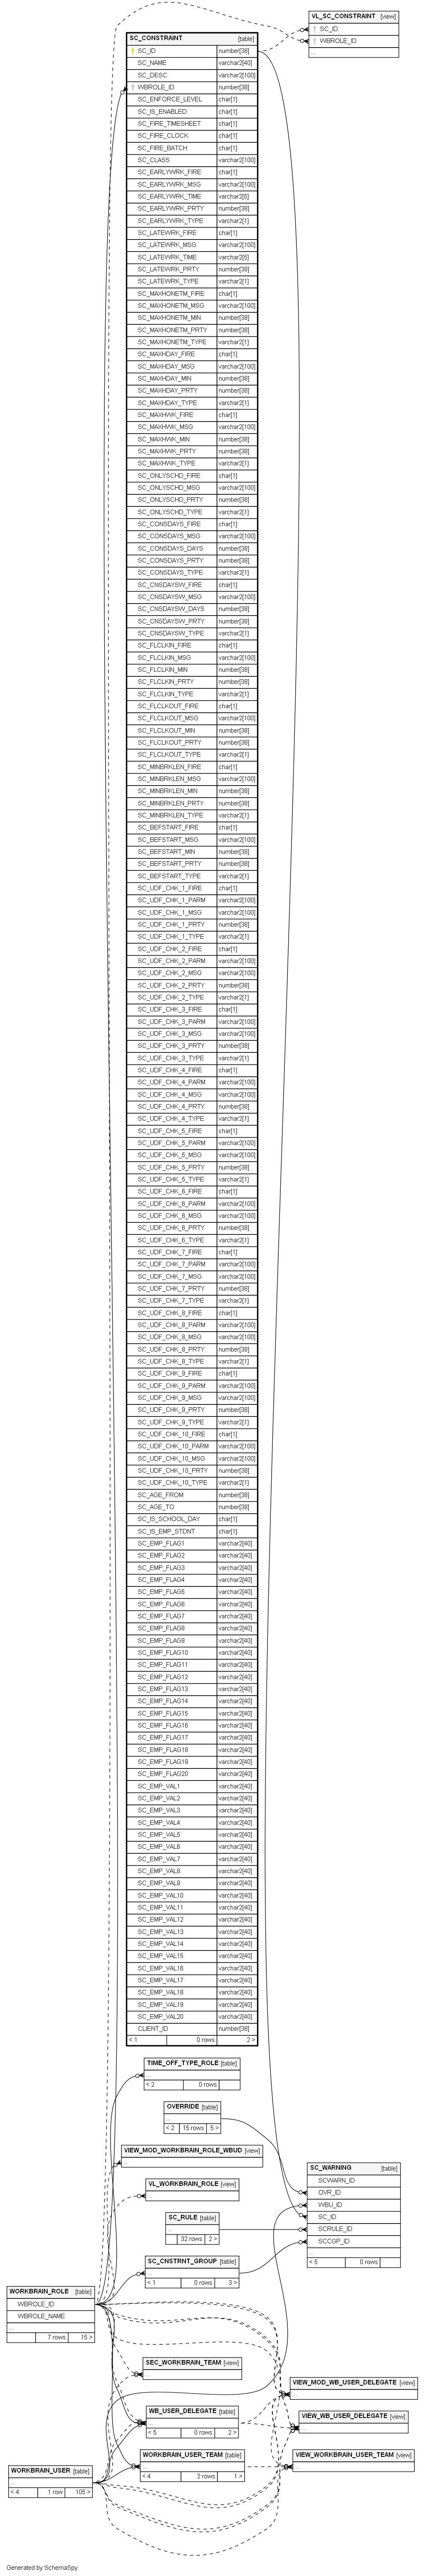 SC_CONSTRAINT [table]
SC_ID number[38]
SC_NAME varchar2[40]
SC_DESC varchar2[100]
WBROLE_ID number[38]
SC_ENFORCE_LEVEL char[1]
SC_IS_ENABLED char[1]
SC_FIRE_TIMESHEET char[1]
SC_FIRE_CLOCK char[1]
SC_FIRE_BATCH char[1]
SC_CLASS varchar2[100]
SC_EARLYWRK_FIRE char[1]
SC_EARLYWRK_MSG varchar2[100]
SC_EARLYWRK_TIME varchar2[5]
SC_EARLYWRK_PRTY number[38]
SC_EARLYWRK_TYPE varchar2[1]
SC_LATEWRK_FIRE char[1]
SC_LATEWRK_MSG varchar2[100]
SC_LATEWRK_TIME varchar2[5]
SC_LATEWRK_PRTY number[38]
SC_LATEWRK_TYPE varchar2[1]
SC_MAXHONETM_FIRE char[1]
SC_MAXHONETM_MSG varchar2[100]
SC_MAXHONETM_MIN number[38]
SC_MAXHONETM_PRTY number[38]
SC_MAXHONETM_TYPE varchar2[1]
SC_MAXHDAY_FIRE char[1]
SC_MAXHDAY_MSG varchar2[100]
SC_MAXHDAY_MIN number[38]
SC_MAXHDAY_PRTY number[38]
SC_MAXHDAY_TYPE varchar2[1]
SC_MAXHWK_FIRE char[1]
SC_MAXHWK_MSG varchar2[100]
SC_MAXHWK_MIN number[38]
SC_MAXHWK_PRTY number[38]
SC_MAXHWK_TYPE varchar2[1]
SC_ONLYSCHD_FIRE char[1]
SC_ONLYSCHD_MSG varchar2[100]
SC_ONLYSCHD_PRTY number[38]
SC_ONLYSCHD_TYPE varchar2[1]
SC_CONSDAYS_FIRE char[1]
SC_CONSDAYS_MSG varchar2[100]
SC_CONSDAYS_DAYS number[38]
SC_CONSDAYS_PRTY number[38]
SC_CONSDAYS_TYPE varchar2[1]
SC_CNSDAYSW_FIRE char[1]
SC_CNSDAYSW_MSG varchar2[100]
SC_CNSDAYSW_DAYS number[38]
SC_CNSDAYSW_PRTY number[38]
SC_CNSDAYSW_TYPE varchar2[1]
SC_FLCLKIN_FIRE char[1]
SC_FLCLKIN_MSG varchar2[100]
SC_FLCLKIN_MIN number[38]
SC_FLCLKIN_PRTY number[38]
SC_FLCLKIN_TYPE varchar2[1]
SC_FLCLKOUT_FIRE char[1]
SC_FLCLKOUT_MSG varchar2[100]
SC_FLCLKOUT_MIN number[38]
SC_FLCLKOUT_PRTY number[38]
SC_FLCLKOUT_TYPE varchar2[1]
SC_MINBRKLEN_FIRE char[1]
SC_MINBRKLEN_MSG varchar2[100]
SC_MINBRKLEN_MIN number[38]
SC_MINBRKLEN_PRTY number[38]
SC_MINBRKLEN_TYPE varchar2[1]
SC_BEFSTART_FIRE char[1]
SC_BEFSTART_MSG varchar2[100]
SC_BEFSTART_MIN number[38]
SC_BEFSTART_PRTY number[38]
SC_BEFSTART_TYPE varchar2[1]
SC_UDF_CHK_1_FIRE char[1]
SC_UDF_CHK_1_PARM varchar2[100]
SC_UDF_CHK_1_MSG varchar2[100]
SC_UDF_CHK_1_PRTY number[38]
SC_UDF_CHK_1_TYPE varchar2[1]
SC_UDF_CHK_2_FIRE char[1]
SC_UDF_CHK_2_PARM varchar2[100]
SC_UDF_CHK_2_MSG varchar2[100]
SC_UDF_CHK_2_PRTY number[38]
SC_UDF_CHK_2_TYPE varchar2[1]
SC_UDF_CHK_3_FIRE char[1]
SC_UDF_CHK_3_PARM varchar2[100]
SC_UDF_CHK_3_MSG varchar2[100]
SC_UDF_CHK_3_PRTY number[38]
SC_UDF_CHK_3_TYPE varchar2[1]
SC_UDF_CHK_4_FIRE char[1]
SC_UDF_CHK_4_PARM varchar2[100]
SC_UDF_CHK_4_MSG varchar2[100]
SC_UDF_CHK_4_PRTY number[38]
SC_UDF_CHK_4_TYPE varchar2[1]
SC_UDF_CHK_5_FIRE char[1]
SC_UDF_CHK_5_PARM varchar2[100]
SC_UDF_CHK_5_MSG varchar2[100]
SC_UDF_CHK_5_PRTY number[38]
SC_UDF_CHK_5_TYPE varchar2[1]
SC_UDF_CHK_6_FIRE char[1]
SC_UDF_CHK_6_PARM varchar2[100]
SC_UDF_CHK_6_MSG varchar2[100]
SC_UDF_CHK_6_PRTY number[38]
SC_UDF_CHK_6_TYPE varchar2[1]
SC_UDF_CHK_7_FIRE char[1]
SC_UDF_CHK_7_PARM varchar2[100]
SC_UDF_CHK_7_MSG varchar2[100]
SC_UDF_CHK_7_PRTY number[38]
SC_UDF_CHK_7_TYPE varchar2[1]
SC_UDF_CHK_8_FIRE char[1]
SC_UDF_CHK_8_PARM varchar2[100]
SC_UDF_CHK_8_MSG varchar2[100]
SC_UDF_CHK_8_PRTY number[38]
SC_UDF_CHK_8_TYPE varchar2[1]
SC_UDF_CHK_9_FIRE char[1]
SC_UDF_CHK_9_PARM varchar2[100]
SC_UDF_CHK_9_MSG varchar2[100]
SC_UDF_CHK_9_PRTY number[38]
SC_UDF_CHK_9_TYPE varchar2[1]
SC_UDF_CHK_10_FIRE char[1]
SC_UDF_CHK_10_PARM varchar2[100]
SC_UDF_CHK_10_MSG varchar2[100]
SC_UDF_CHK_10_PRTY number[38]
SC_UDF_CHK_10_TYPE varchar2[1]
SC_AGE_FROM number[38]
SC_AGE_TO number[38]
SC_IS_SCHOOL_DAY char[1]
SC_IS_EMP_STDNT char[1]
SC_EMP_FLAG1 varchar2[40]
SC_EMP_FLAG2 varchar2[40]
SC_EMP_FLAG3 varchar2[40]
SC_EMP_FLAG4 varchar2[40]
SC_EMP_FLAG5 varchar2[40]
SC_EMP_FLAG6 varchar2[40]
SC_EMP_FLAG7 varchar2[40]
SC_EMP_FLAG8 varchar2[40]
SC_EMP_FLAG9 varchar2[40]
SC_EMP_FLAG10 varchar2[40]
SC_EMP_FLAG11 varchar2[40]
SC_EMP_FLAG12 varchar2[40]
SC_EMP_FLAG13 varchar2[40]
SC_EMP_FLAG14 varchar2[40]
SC_EMP_FLAG15 varchar2[40]
SC_EMP_FLAG16 varchar2[40]
SC_EMP_FLAG17 varchar2[40]
SC_EMP_FLAG18 varchar2[40]
SC_EMP_FLAG19 varchar2[40]
SC_EMP_FLAG20 varchar2[40]
SC_EMP_VAL1 varchar2[40]
SC_EMP_VAL2 varchar2[40]
SC_EMP_VAL3 varchar2[40]
SC_EMP_VAL4 varchar2[40]
SC_EMP_VAL5 varchar2[40]
SC_EMP_VAL6 varchar2[40]
SC_EMP_VAL7 varchar2[40]
SC_EMP_VAL8 varchar2[40]
SC_EMP_VAL9 varchar2[40]
SC_EMP_VAL10 varchar2[40]
SC_EMP_VAL11 varchar2[40]
SC_EMP_VAL12 varchar2[40]
SC_EMP_VAL13 varchar2[40]
SC_EMP_VAL14 varchar2[40]
SC_EMP_VAL15 varchar2[40]
SC_EMP_VAL16 varchar2[40]
SC_EMP_VAL17 varchar2[40]
SC_EMP_VAL18 varchar2[40]
SC_EMP_VAL19 varchar2[40]
SC_EMP_VAL20 varchar2[40]
CLIENT_ID number[38]
< 1 0 rows 2 >
VL_SC_CONSTRAINT [view]
SC_ID
WBROLE_ID
...
TIME_OFF_TYPE_ROLE [table]
...
< 2 0 rows
OVERRIDE [table]
...
< 2 15 rows 5 >
VIEW_MOD_WORKBRAIN_ROLE_WBUD [view]
...
VL_WORKBRAIN_ROLE [view]
...
SC_RULE [table]
...
32 rows 2 >
SC_CNSTRNT_GROUP [table]
...
< 1 0 rows 3 >
SC_WARNING [table]
SCWARN_ID
OVR_ID
WBU_ID
SC_ID
SCRULE_ID
SCCGP_ID
...
< 5 0 rows
WORKBRAIN_ROLE [table]
WBROLE_ID
WBROLE_NAME
...
7 rows 15 >
SEC_WORKBRAIN_TEAM [view]
...
VIEW_MOD_WB_USER_DELEGATE [view]
...
WB_USER_DELEGATE [table]
...
< 5 0 rows 2 >
VIEW_WB_USER_DELEGATE [view]
...
WORKBRAIN_USER_TEAM [table]
...
< 4 2 rows 1 >
VIEW_WORKBRAIN_USER_TEAM [view]
...
WORKBRAIN_USER [table]
...
< 4 1 row 105 >
Generated by SchemaSpy